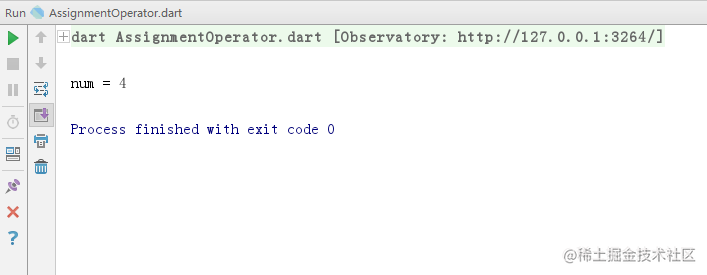 Run AssignmentOperator.dart
dart AssignmentOperator.dart [Observatory: http://127.0.0.1:3264/]
num = 4
Process finished with exit code 0
@稀土掘金技术社区